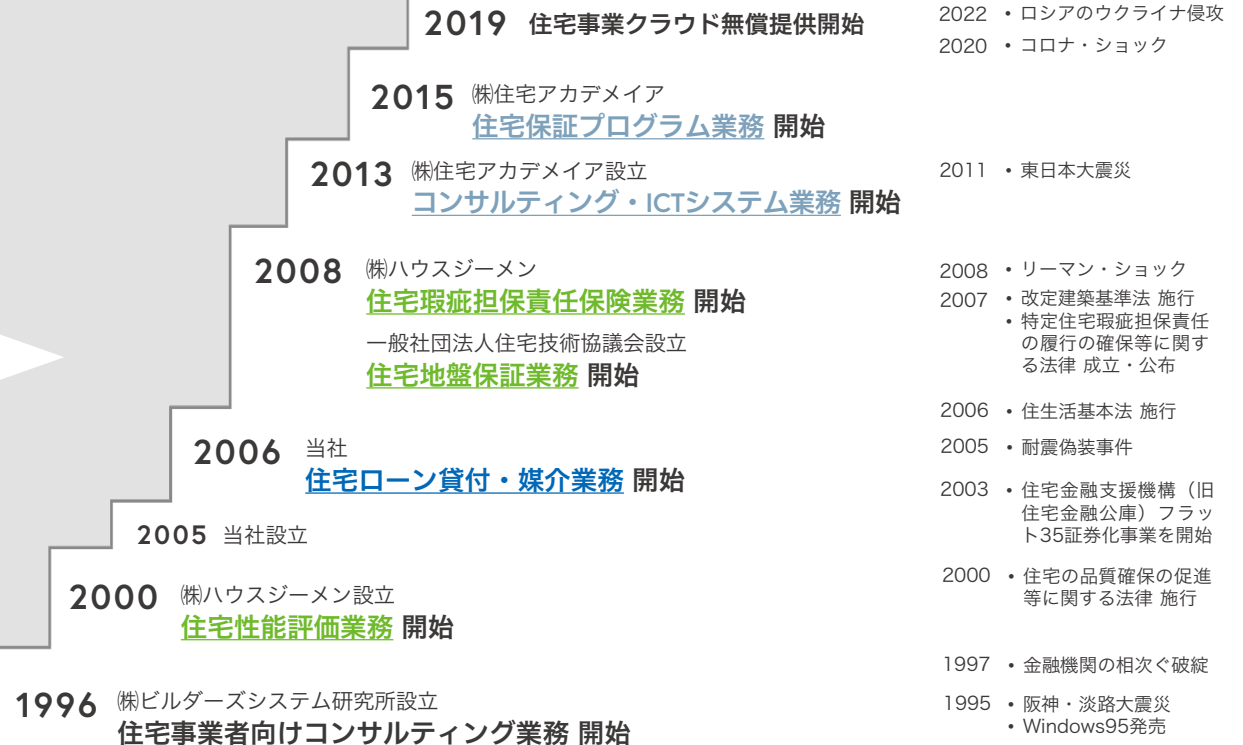 2019 住宅事業クラウド無償提供開始
2015 ㈱住宅アカデメイア
住宅保証プログラム業務 開始
2013 ㈱住宅アカデメイア設立
コンサルティング・ICTシステム業務 開始
2008 ㈱ハウスジーメン
住宅瑕疵担保責任保険業務 開始
一般社団法人住宅技術協議会設立
住宅地盤保証業務 開始
2006 当社
住宅ローン貸付・媒介業務 開始
2005 当社設立
2000 ㈱ハウスジーメン設立
住宅性能評価業務 開始
1996 ㈱ビルダーズシステム研究所設立
住宅事業者向けコンサルティング業務 開始
2022 • ロシアのウクライナ侵攻
2020 • コロナ・ショック
2011 • 東日本大震災
2008 • リーマン・ショック
2007 • 改定建築基準法 施行
• 特定住宅瑕疵担保責任
の履行の確保等に関す
る法律 成立・公布
2006 • 住生活基本法 施行
2005 • 耐震偽装事件
2003 • 住宅金融支援機構（旧
住宅金融公庫）フラッ
ト35証券化事業を開始
2000 • 住宅の品質確保の促進
等に関する法律 施行
1997 • 金融機関の相次ぐ破綻
1995 • 阪神・淡路大震災
• Windows95発売